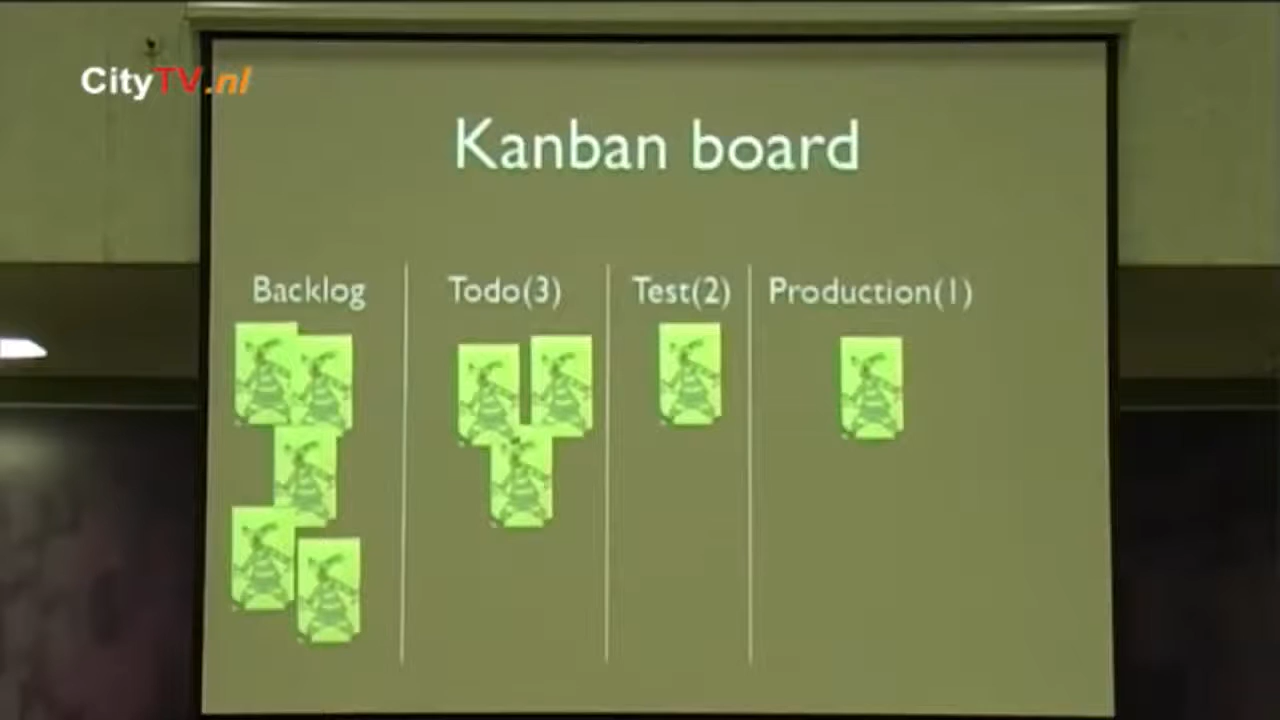 CityTV.nl
Kanban board
Backlog
Todo(3)
Test(2)
Production(1)